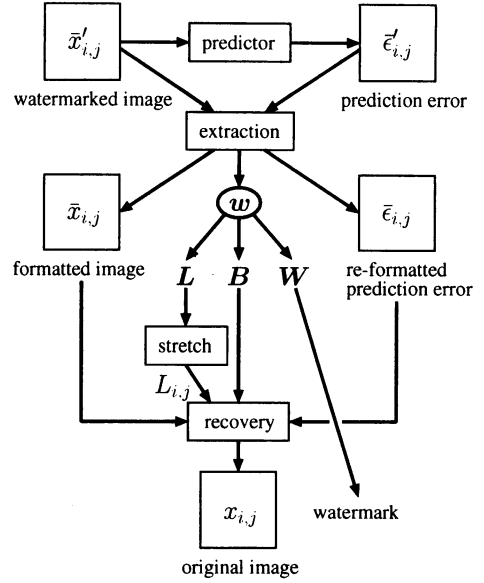 x̄′i,j
predictor
ε̄′i,j
watermarked image
prediction error
extraction
x̄i,j
w
ε̄i,j
formatted image
re-formatted
prediction error
L B W
stretch
Li,j
recovery
xi,j
watermark
original image